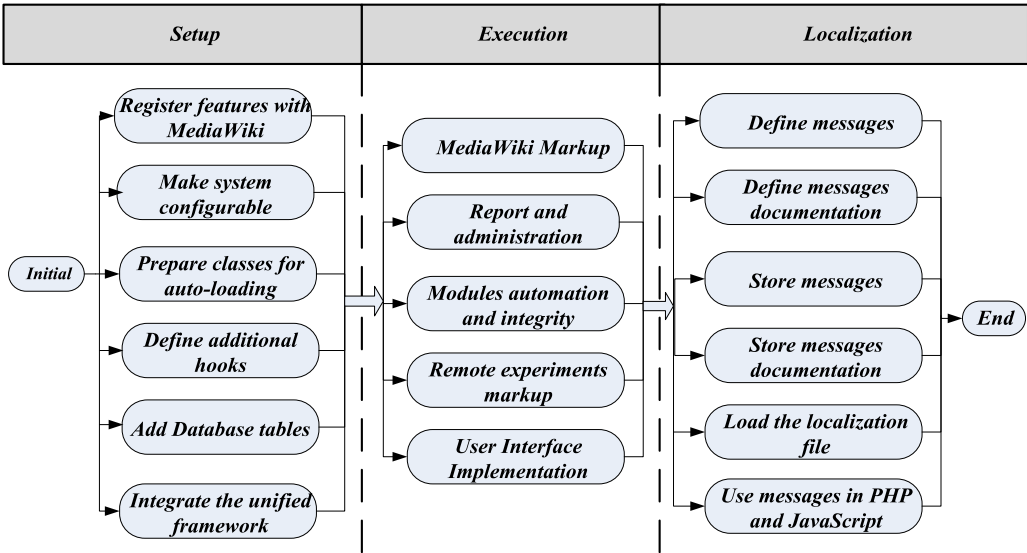 Setup
Execution
Localization
Initial
Register features with
MediaWiki
Make system
configurable
Prepare classes for
auto-loading
Define additional
hooks
Add Database tables
Integrate the unified
framework
MediaWiki Markup
Report and
administration
Modules automation
and integrity
Remote experiments
markup
User Interface
Implementation
Define messages
Define messages
documentation
Store messages
Store messages
documentation
Load the localization
file
Use messages in PHP
and JavaScript
End